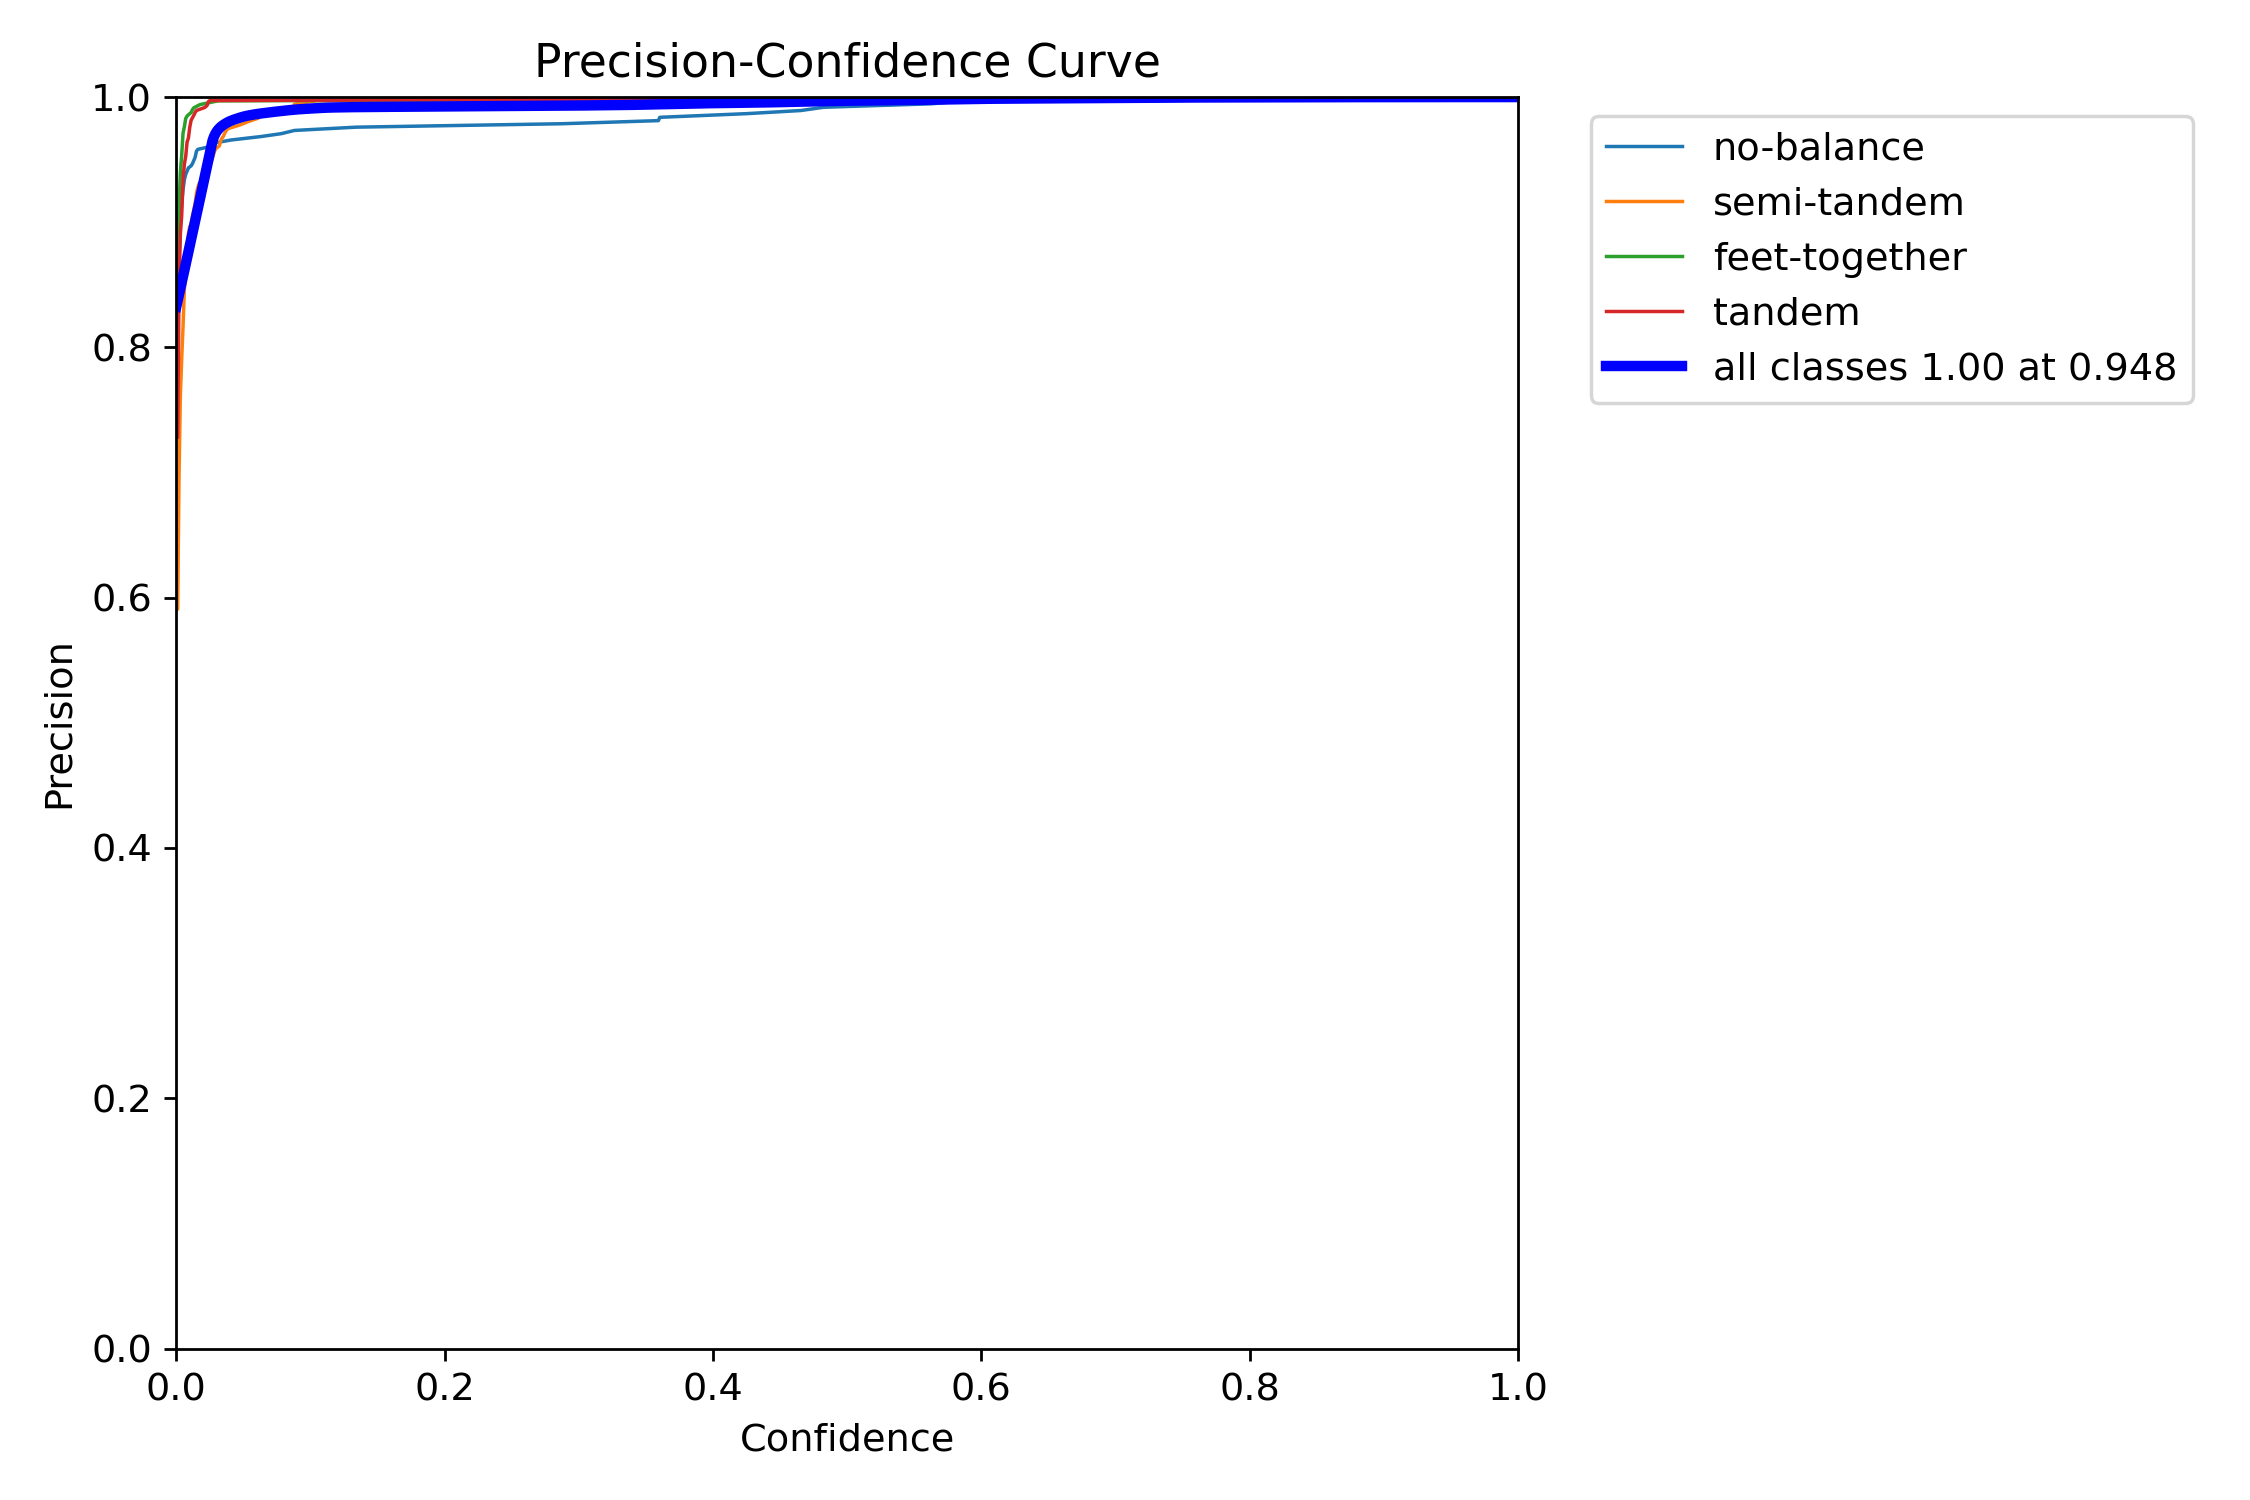 Precision-Confidence Curve
1.0
0.8
0.6
0.4
0.2
0.0
Precision
0.0 0.2 0.4 0.6 0.8 1.0
Confidence
no-balance
semi-tandem
feet-together
tandem
all classes 1.00 at 0.948